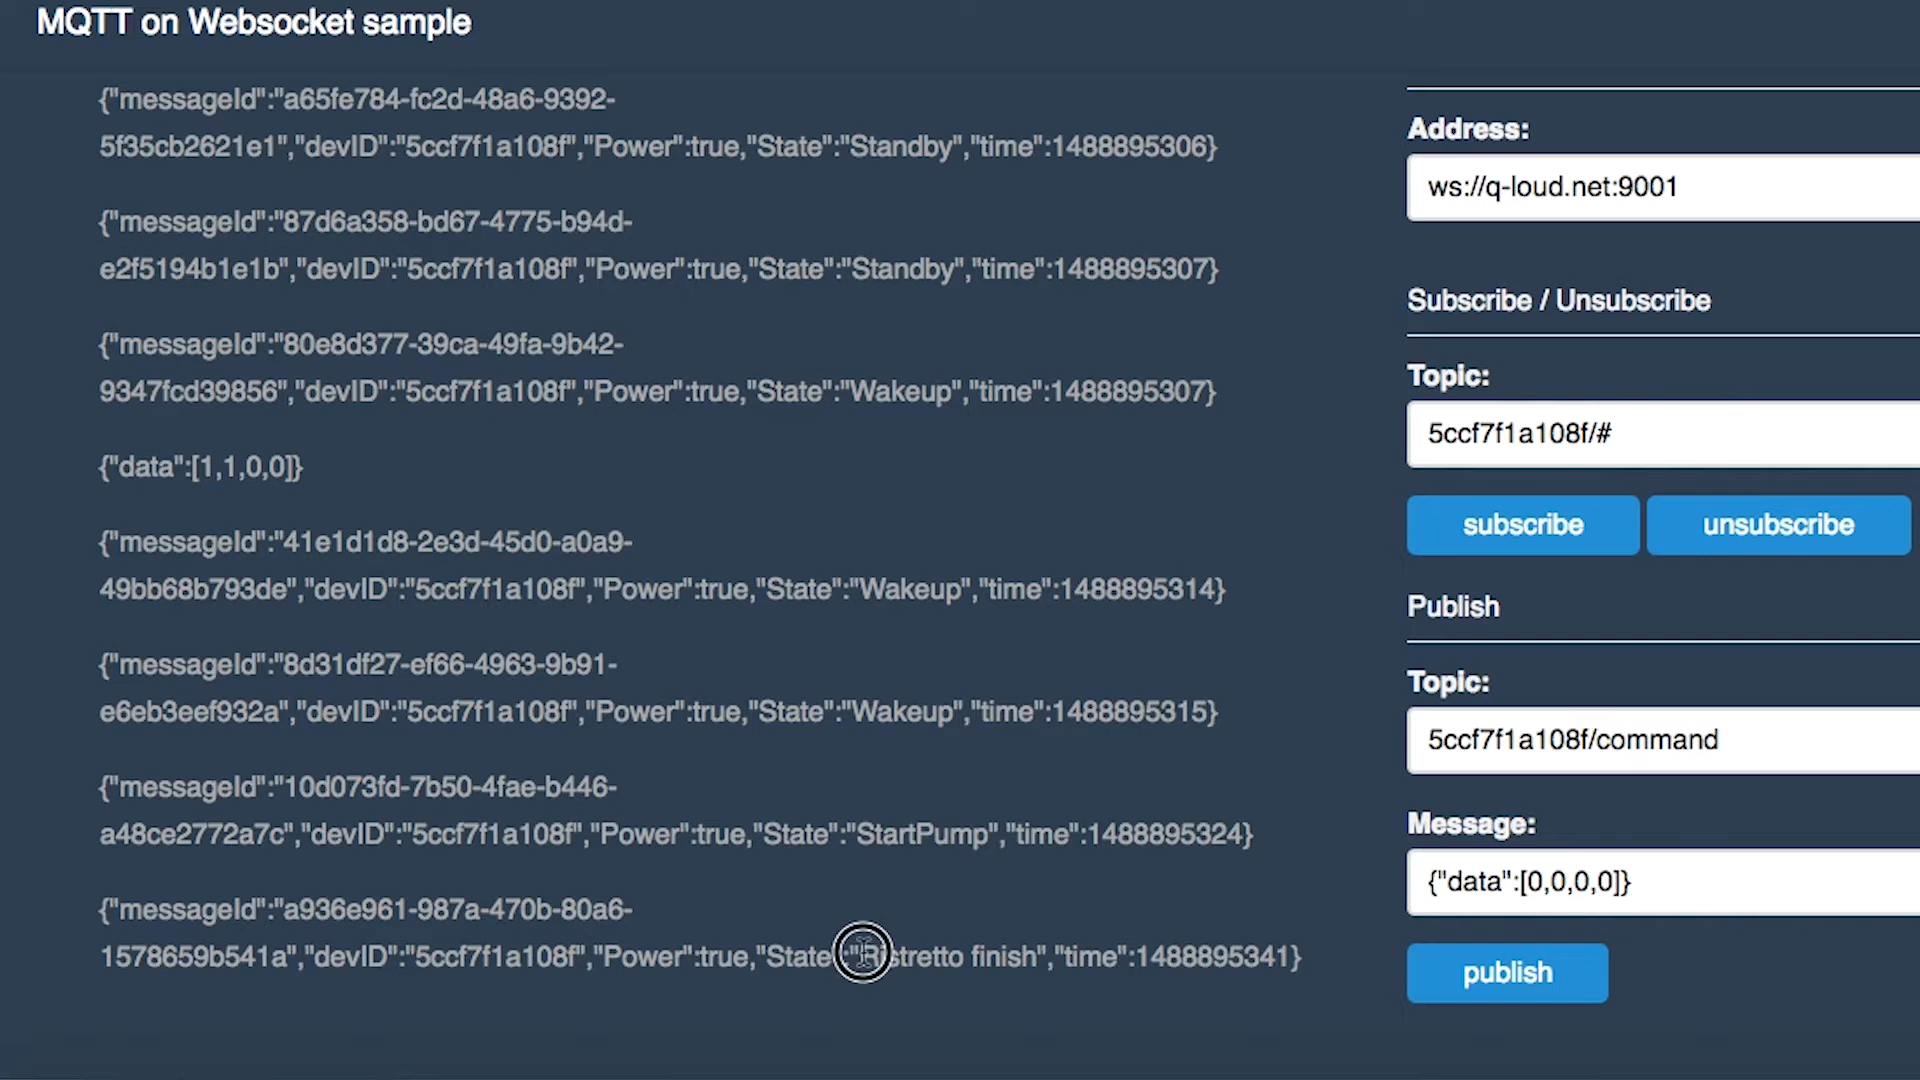 MQTT on Websocket sample
{"messageId":"a65fe784-fc2d-48a6-9392-
5f35cb2621e1","devID":"5ccf7f1a108f","Power":true,"State":"Standby","time":1488895306}
{"messageId":"87d6a358-bd67-4775-b94d-
e2f5194b1e1b","devID":"5ccf7f1a108f","Power":true,"State":"Standby","time":1488895307}
{"messageId":"80e8d377-39ca-49fa-9b42-
9347fcd39856","devID":"5ccf7f1a108f","Power":true,"State":"Wakeup","time":1488895307}
{"data":[1,1,0,0]}
{"messageId":"41e1d1d8-2e3d-45d0-a0a9-
49bb68b793de","devID":"5ccf7f1a108f","Power":true,"State":"Wakeup","time":1488895314}
{"messageId":"8d31df27-ef66-4963-9b91-
e6eb3eef932a","devID":"5ccf7f1a108f","Power":true,"State":"Wakeup","time":1488895315}
{"messageId":"10d073fd-7b50-4fae-b446-
a48ce2772a7c","devID":"5ccf7f1a108f","Power":true,"State":"StartPump","time":1488895324}
{"messageId":"a936e961-987a-470b-80a6-
1578659b541a","devID":"5ccf7f1a108f","Power":true,"State":"Ristretto finish","time":1488895341}
Address:
ws://q-loud.net:9001
Subscribe / Unsubscribe
Topic:
5ccf7f1a108f/#
subscribe
unsubscribe
Publish
Topic:
5ccf7f1a108f/command
Message:
{"data":[0,0,0,0]}
publish